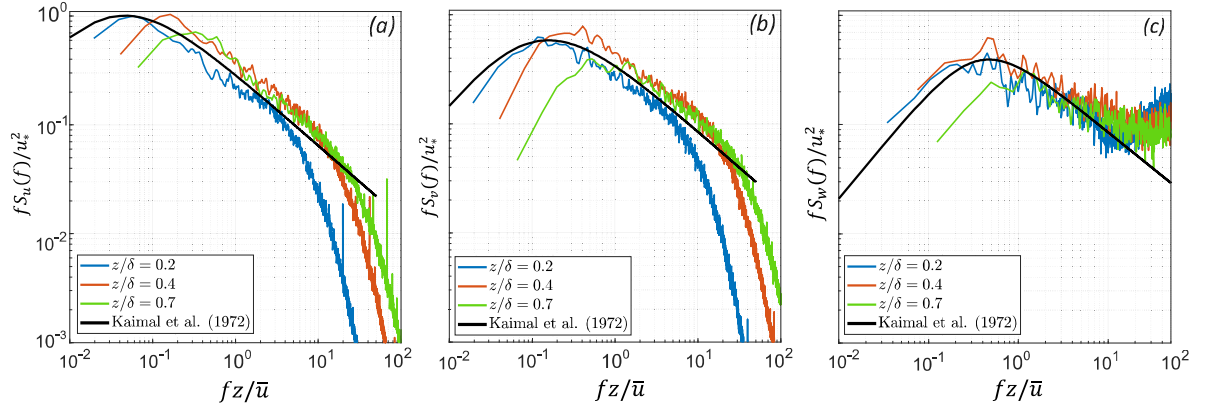 (a)
10^0
10^{-1}
10^{-2}
10^{-3}
fS_u(f)/u_*^2
z/δ = 0.2
z/δ = 0.4
z/δ = 0.7
Kaimal et al. (1972)
10^{-2} 10^{-1} 10^0 10^1 10^2
fz/u̅
(b)
fS_v(f)/u_*^2
z/δ = 0.2
z/δ = 0.4
z/δ = 0.7
Kaimal et al. (1972)
10^{-2} 10^{-1} 10^0 10^1 10^2
fz/u̅
(c)
fS_w(f)/u_*^2
z/δ = 0.2
z/δ = 0.4
z/δ = 0.7
Kaimal et al. (1972)
10^{-2} 10^{-1} 10^0 10^1 10^2
fz/u̅